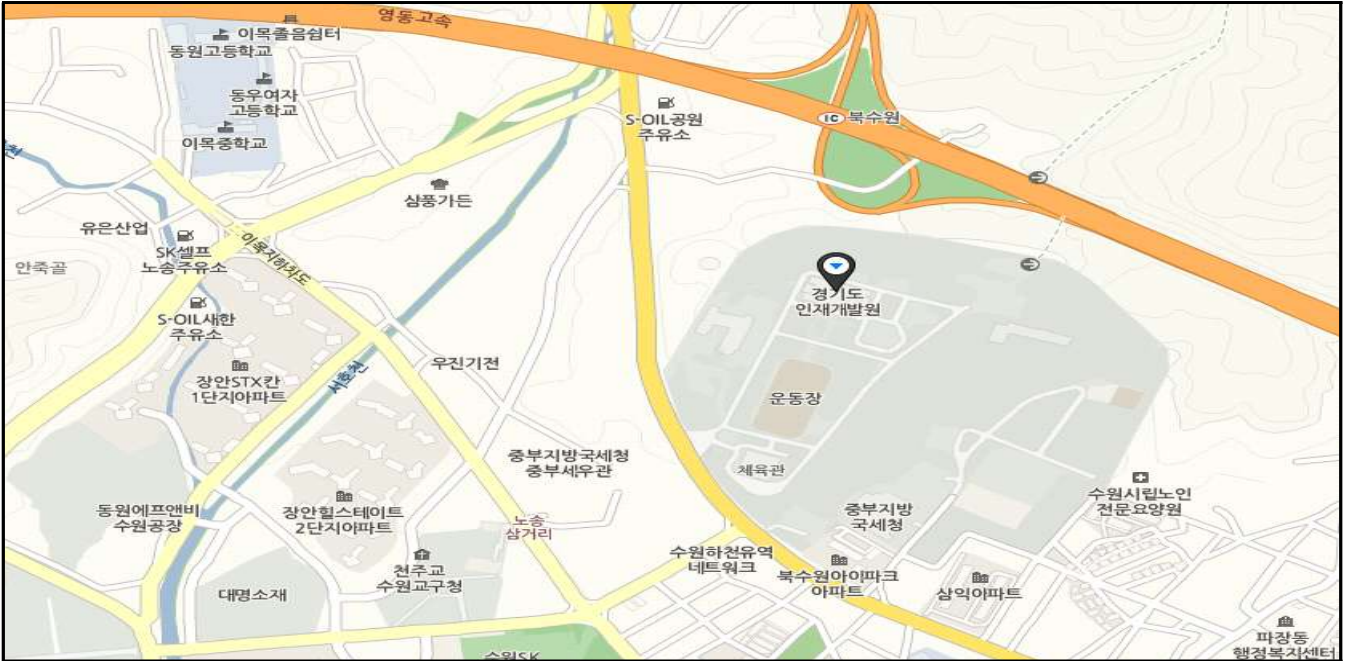 영동고속
이목졸음쉼터
동원고등학교
동우여자
고등학교
S-OIL공원
주유소
IC 북수원
이목중학교
삼풍가든
유은산업
SK셀프
노송주유소
이목지하차도
안죽골
경기도
인재개발원
S-OIL새한
주유소
우진기전
장안STX칸
1단지아파트
서호천
운동장
중부지방국세청
중부세우관
체육관
수원시립노인
전문요양원
동원에프앤비
수원공장
장안힐스테이트
2단지아파트
중부지방
국세청
노송
삼거리
수원하천유역
네트워크
천주교
수원교구청
북수원아이파크
아파트
대명소재
삼익아파트
파장동
행정복지센터
수원SK